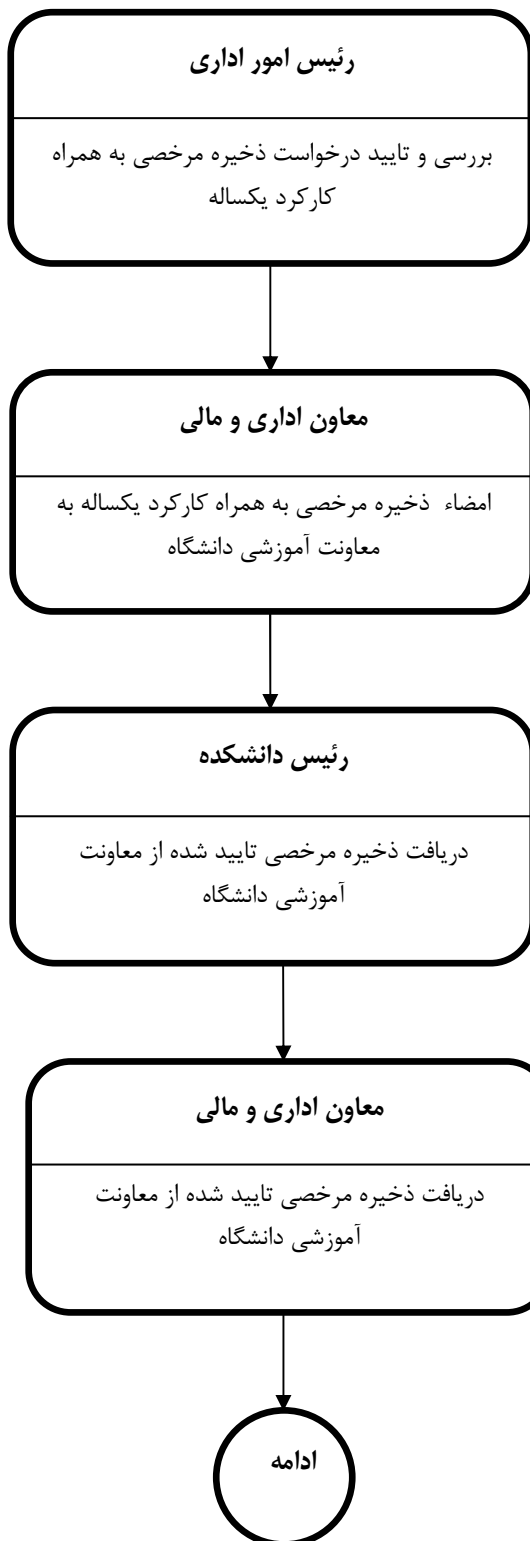 رئیس امور اداری
بررسی و تایید درخواست ذخیره مرخصی به همراه
کارکرد یکساله
معاون اداری و مالی
امضاء ذخیره مرخصی به همراه کارکرد یکساله به
معاونت آموزشی دانشگاه
رئیس دانشکده
دریافت ذخیره مرخصی تایید شده از معاونت
آموزشی دانشگاه
معاون اداری و مالی
دریافت ذخیره مرخصی تایید شده از معاونت
آموزشی دانشگاه
ادامه